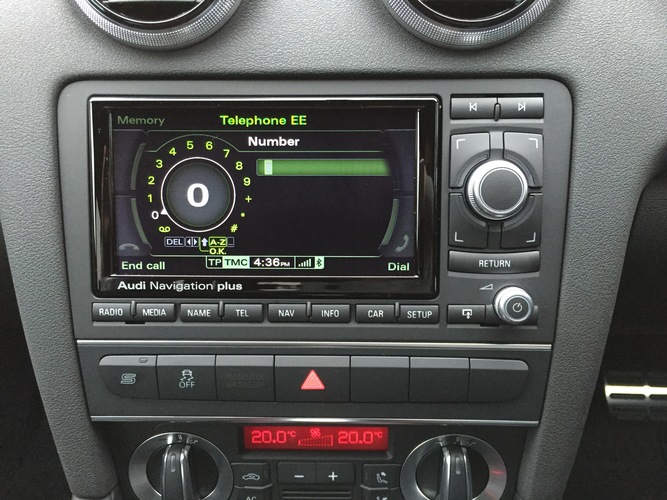 Memory
Telephone EE
Number
0
0 1 2 3 4 5 6 7 8 9 + * #
DEL A-Z ...
O.K.
End call
TP TMC 4:36PM
Dial
Audi Navigation plus
RETURN
RADIO MEDIA NAME TEL NAV INFO CAR SETUP
OFF
20.0°C 20.0°C
AC